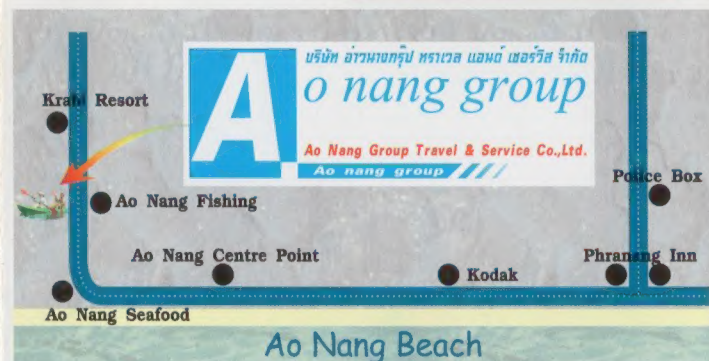 บริษัท อ่าวนางกรุ๊ป ทราเวล แอนด์ เซอร์วิส จำกัด
Ao nang group
Ao Nang Group Travel & Service Co.,Ltd.
Ao nang group
Krabi Resort
Police Box
Ao Nang Fishing
Ao Nang Centre Point
Kodak
Phranang Inn
Ao Nang Seafood
Ao Nang Beach